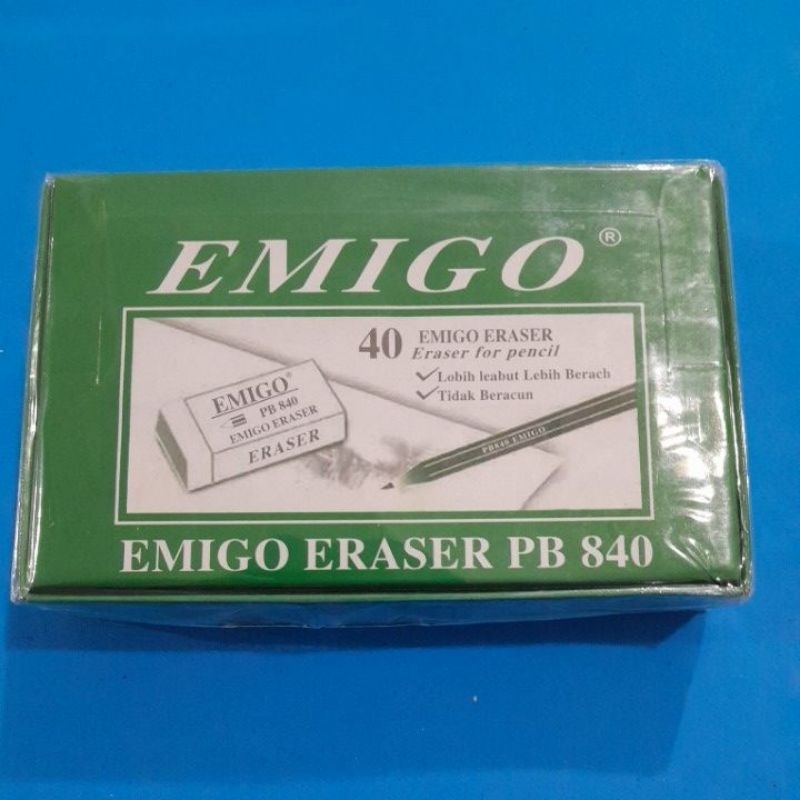 EMIGO ®
40 EMIGO ERASER
Eraser for pencil
✓ Lobih leabut Lebih Berach
✓ Tidak Beracun
EMIGO®
PB 840
EMIGO ERASER
ERASER
PB840 EMIGO
EMIGO ERASER PB 840